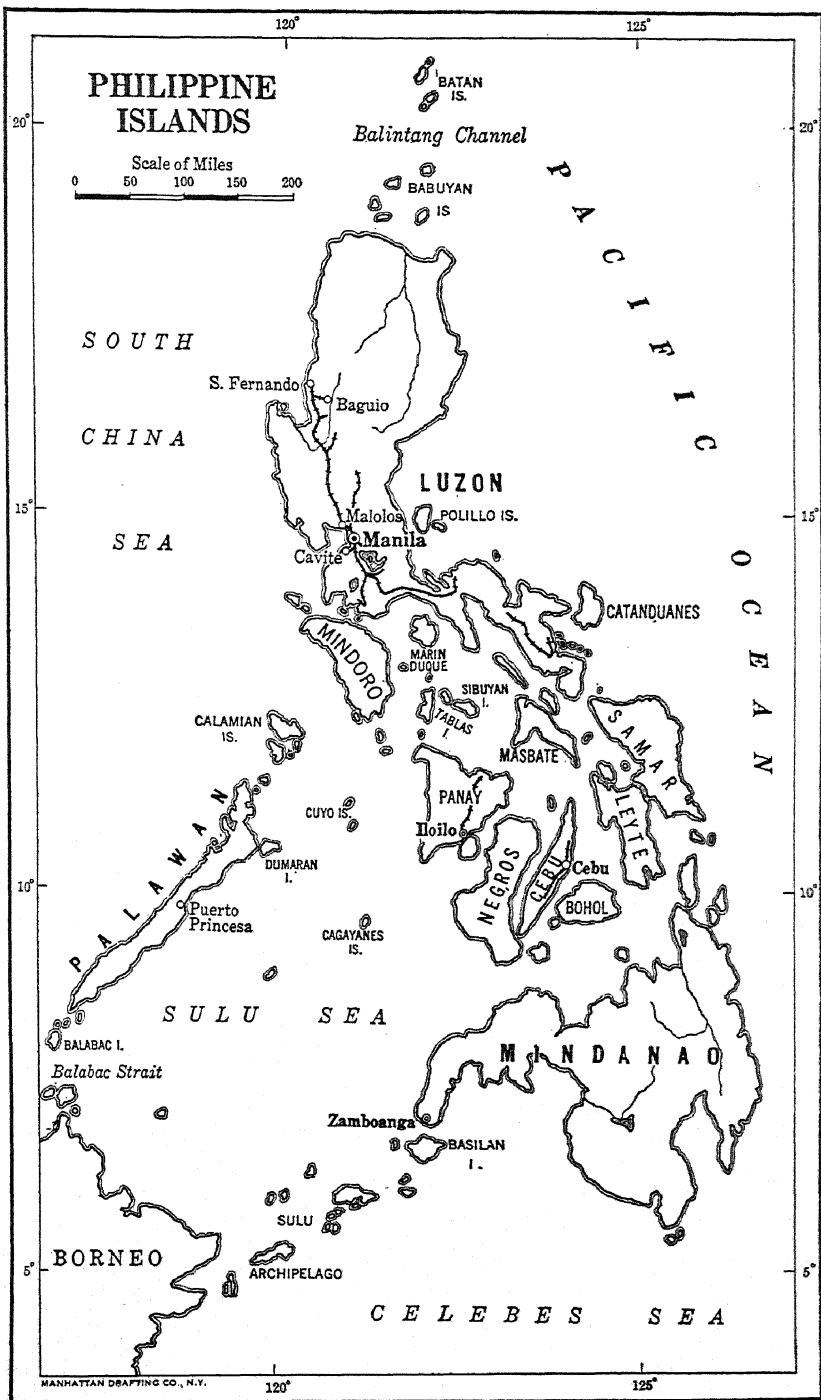 120°
125°
PHILIPPINE
ISLANDS
Scale of Miles
0 50 100 150 200
BATAN
IS.
20°
20°
Balintang Channel
BABUYAN
IS
PACIFIC
OCEAN
SOUTH
CHINA
SEA
S. Fernando
Baguio
LUZON
15°
15°
POLILLO IS.
Malolos
Manila
Cavite
CATANDUANES
MINDORO
MARIN
DUQUE
SIBUYAN
I.
TABLAS
I.
MASBATE
SAMAR
CALAMIAN
IS.
PANAY
LEYTE
CUYO IS.
Iloilo
PALAWAN
DUMARAN
I.
NEGROS
CEBU
Cebu
10°
10°
BOHOL
Puerto
Princesa
CAGAYANES
IS.
SULU SEA
BALABAC I.
MINDANAO
Balabac Strait
Zamboanga
BASILAN
I.
SULU
ARCHIPELAGO
BORNEO
5°
5°
CELEBES SEA
MANHATTAN DRAFTING CO., N.Y.
120°
125°